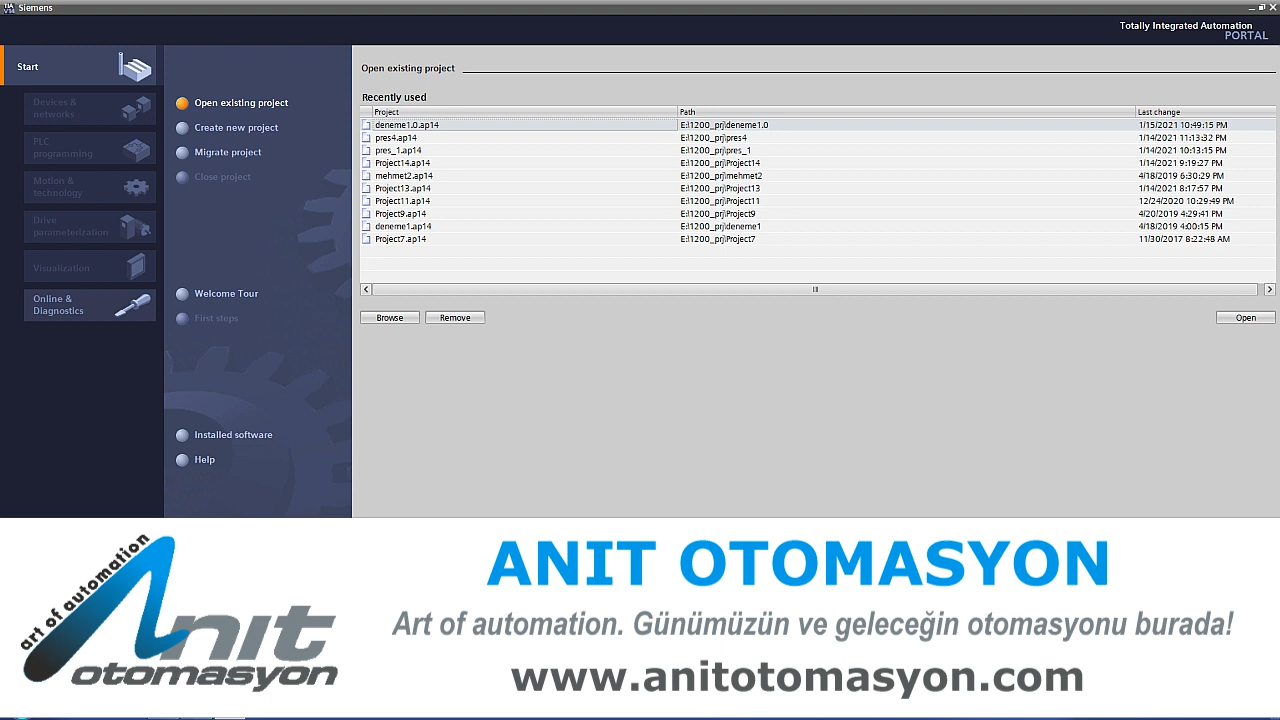 TIA
V14
Siemens
Totally Integrated Automation
PORTAL
Start
Devices &
networks
PLC
programming
Motion &
technology
Drive
parameterization
Visualization
Online &
Diagnostics
Open existing project
Create new project
Migrate project
Close project
Welcome Tour
First steps
Installed software
Help
Open existing project
Recently used
Project Path Last change
deneme1.0.ap14 E:\1200_prj\deneme1.0 1/15/2021 10:49:15 PM
pres4.ap14 E:\1200_prj\pres4 1/14/2021 11:13:32 PM
pres_1.ap14 E:\1200_prj\pres_1 1/14/2021 10:13:15 PM
Project14.ap14 E:\1200_prj\Project14 1/14/2021 9:19:27 PM
mehmet2.ap14 E:\1200_prj\mehmet2 4/18/2019 6:30:29 PM
Project13.ap14 E:\1200_prj\Project13 1/14/2021 8:17:57 PM
Project11.ap14 E:\1200_prj\Project11 12/24/2020 10:29:49 PM
Project9.ap14 E:\1200_prj\Project9 4/20/2019 4:29:41 PM
deneme1.ap14 E:\1200_prj\deneme1 4/18/2019 4:00:15 PM
Project7.ap14 E:\1200_prj\Project7 11/30/2017 8:22:48 AM
Browse Remove Open
art of automation
Anıt
otomasyon
ANIT OTOMASYON
Art of automation. Günümüzün ve geleceğin otomasyonu burada!
www.anitotomasyon.com